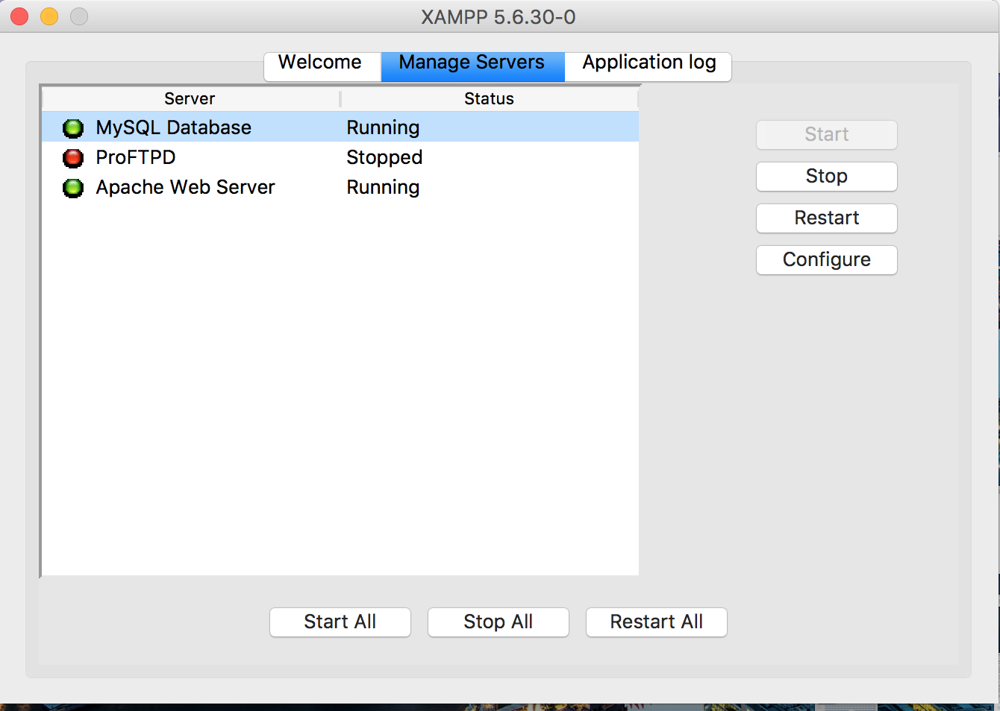 XAMPP 5.6.30-0
Welcome Manage Servers Application log
Server Status
MySQL Database Running
ProFTPD Stopped
Apache Web Server Running
Start
Stop
Restart
Configure
Start All Stop All Restart All